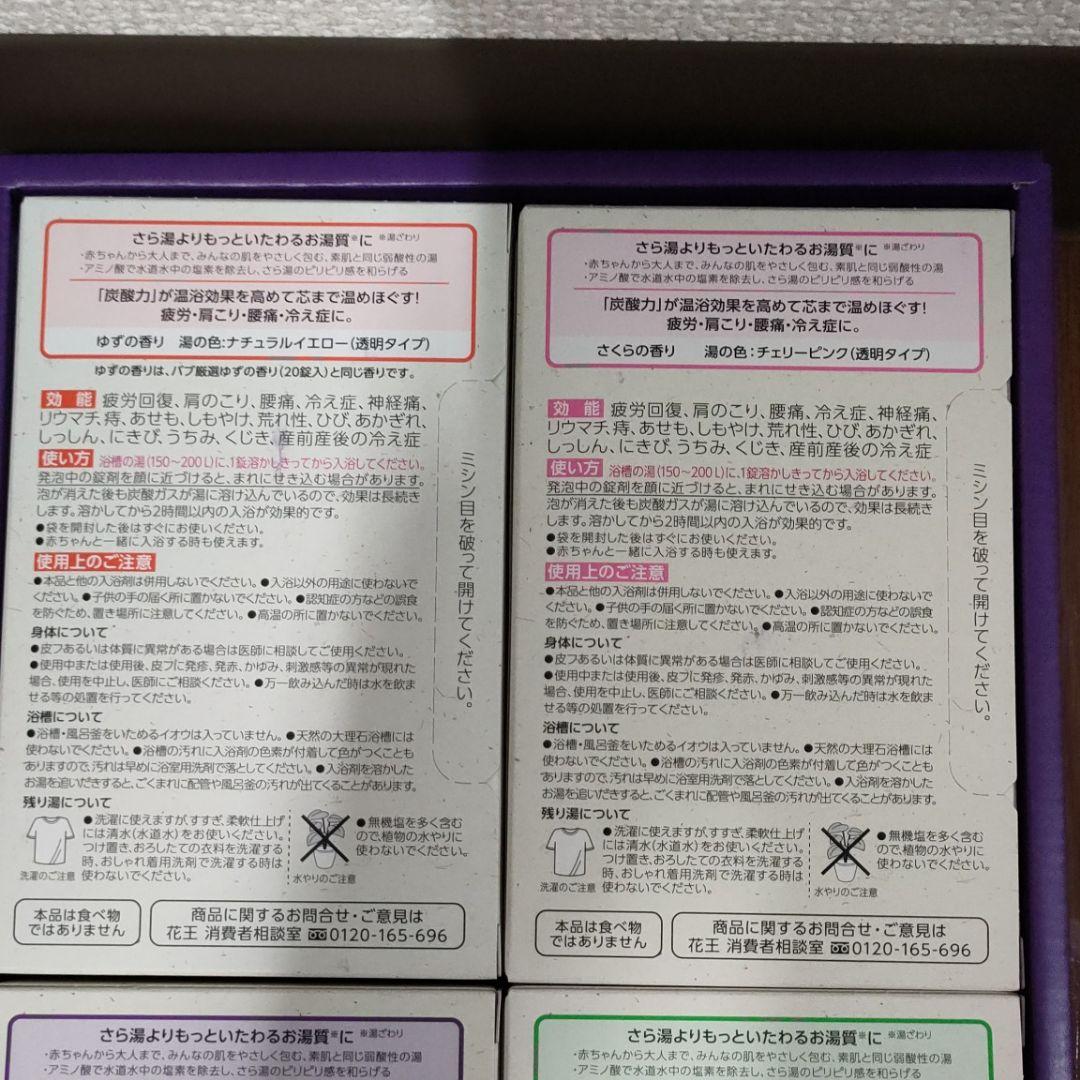 さら湯よりもっといたわるお湯質※に ※湯ざわり
・赤ちゃんから大人まで、みんなの肌をやさしく包む、素肌と同じ弱酸性の湯
・アミノ酸で水道水中の塩素を除去し、さら湯のピリピリ感を和らげる
「炭酸力」が温浴効果を高めて芯まで温めほぐす!
疲労・肩こり・腰痛・冷え症に。
ゆずの香り 湯の色:ナチュラルイエロー(透明タイプ)
ゆずの香りは、バブ厳選ゆずの香り(20錠入)と同じ香りです。
効能 疲労回復、肩のこり、腰痛、冷え症、神経痛、
リウマチ、痔、あせも、しもやけ、荒れ性、ひび、あかぎれ、
しっしん、にきび、うちみ、くじき、産前産後の冷え症
使い方 浴槽の湯(150~200L)に、1錠溶かしきってから入浴してください。
発泡中の錠剤を顔に近づけると、まれにせき込む場合があります。
泡が消えた後も炭酸ガスが湯に溶け込んでいるので、効果は長続き
します。溶かしてから2時間以内の入浴が効果的です。
●袋を開封した後はすぐにお使いください。
●赤ちゃんと一緒に入浴する時も使えます。
使用上のご注意
●本品と他の入浴剤は併用しないでください。●入浴以外の用途に使わないで
ください。●子供の手の届く所に置かないでください。●認知症の方などの誤食
を防ぐため、置き場所に注意してください。●高温の所に置かないでください。
身体について
●皮フあるいは体質に異常がある場合は医師に相談してご使用ください。
●使用中または使用後、皮フに発疹、発赤、かゆみ、刺激感等の異常が現れた
場合、使用を中止し、医師にご相談ください。●万一飲み込んだ時は水を飲ま
せる等の処置を行ってください。
浴槽について
●浴槽・風呂釜をいためるイオウは入っていません。●天然の大理石浴槽には
使わないでください。●浴槽の汚れに入浴剤の色素が付着して色がつくことも
ありますので、汚れは早めに浴室用洗剤で落としてください。●入浴剤を溶かした
お湯を追いだきすると、ごくまれに配管や風呂釜の汚れが出てくることがあります。
残り湯について
●洗濯に使えますが、すすぎ、柔軟仕上げ
には清水(水道水)をお使いください。
つけ置き、おろしたての衣料を洗濯する
時、おしゃれ着用洗剤で洗濯する時は
使わないでください。
洗濯のご注意
●無機塩を多く含む
ので、植物の水やりに
使わないでください。
水やりのご注意
本品は食べ物
ではありません
商品に関するお問合せ・ご意見は
花王 消費者相談室 0120-165-696
ミシン目を破って開けてください。
さら湯よりもっといたわるお湯質※に ※湯ざわり
・赤ちゃんから大人まで、みんなの肌をやさしく包む、素肌と同じ弱酸性の湯
・アミノ酸で水道水中の塩素を除去し、さら湯のピリピリ感を和らげる
「炭酸力」が温浴効果を高めて芯まで温めほぐす!
疲労・肩こり・腰痛・冷え症に。
さくらの香り 湯の色:チェリーピンク(透明タイプ)
効能 疲労回復、肩のこり、腰痛、冷え症、神経痛、
リウマチ、痔、あせも、しもやけ、荒れ性、ひび、あかぎれ、
しっしん、にきび、うちみ、くじき、産前産後の冷え症
使い方 浴槽の湯(150~200L)に、1錠溶かしきってから入浴してください。
発泡中の錠剤を顔に近づけると、まれにせき込む場合があります。
泡が消えた後も炭酸ガスが湯に溶け込んでいるので、効果は長続き
します。溶かしてから2時間以内の入浴が効果的です。
●袋を開封した後はすぐにお使いください。
●赤ちゃんと一緒に入浴する時も使えます。
使用上のご注意
●本品と他の入浴剤は併用しないでください。●入浴以外の用途に使わないで
ください。●子供の手の届く所に置かないでください。●認知症の方などの誤食
を防ぐため、置き場所に注意してください。●高温の所に置かないでください。
身体について
●皮フあるいは体質に異常がある場合は医師に相談してご使用ください。
●使用中または使用後、皮フに発疹、発赤、かゆみ、刺激感等の異常が現れた
場合、使用を中止し、医師にご相談ください。●万一飲み込んだ時は水を飲ま
せる等の処置を行ってください。
浴槽について
●浴槽・風呂釜をいためるイオウは入っていません。●天然の大理石浴槽には
使わないでください。●浴槽の汚れに入浴剤の色素が付着して色がつくことも
ありますので、汚れは早めに浴室用洗剤で落としてください。●入浴剤を溶かした
お湯を追いだきすると、ごくまれに配管や風呂釜の汚れが出てくることがあります。
残り湯について
●洗濯に使えますが、すすぎ、柔軟仕上げ
には清水(水道水)をお使いください。
つけ置き、おろしたての衣料を洗濯する
時、おしゃれ着用洗剤で洗濯する時は
使わないでください。
洗濯のご注意
●無機塩を多く含む
ので、植物の水やりに
使わないでください。
水やりのご注意
本品は食べ物
ではありません
商品に関するお問合せ・ご意見は
花王 消費者相談室 0120-165-696
ミシン目を破って開けてください。
さら湯よりもっといたわるお湯質※に ※湯ざわり
・赤ちゃんから大人まで、みんなの肌をやさしく包む、素肌と同じ弱酸性の湯
・アミノ酸で水道水中の塩素を除去し、さら湯のピリピリ感を和らげる
さら湯よりもっといたわるお湯質※に ※湯ざわり
・赤ちゃんから大人まで、みんなの肌をやさしく包む、素肌と同じ弱酸性の湯
・アミノ酸で水道水中の塩素を除去し、さら湯のピリピリ感を和らげる